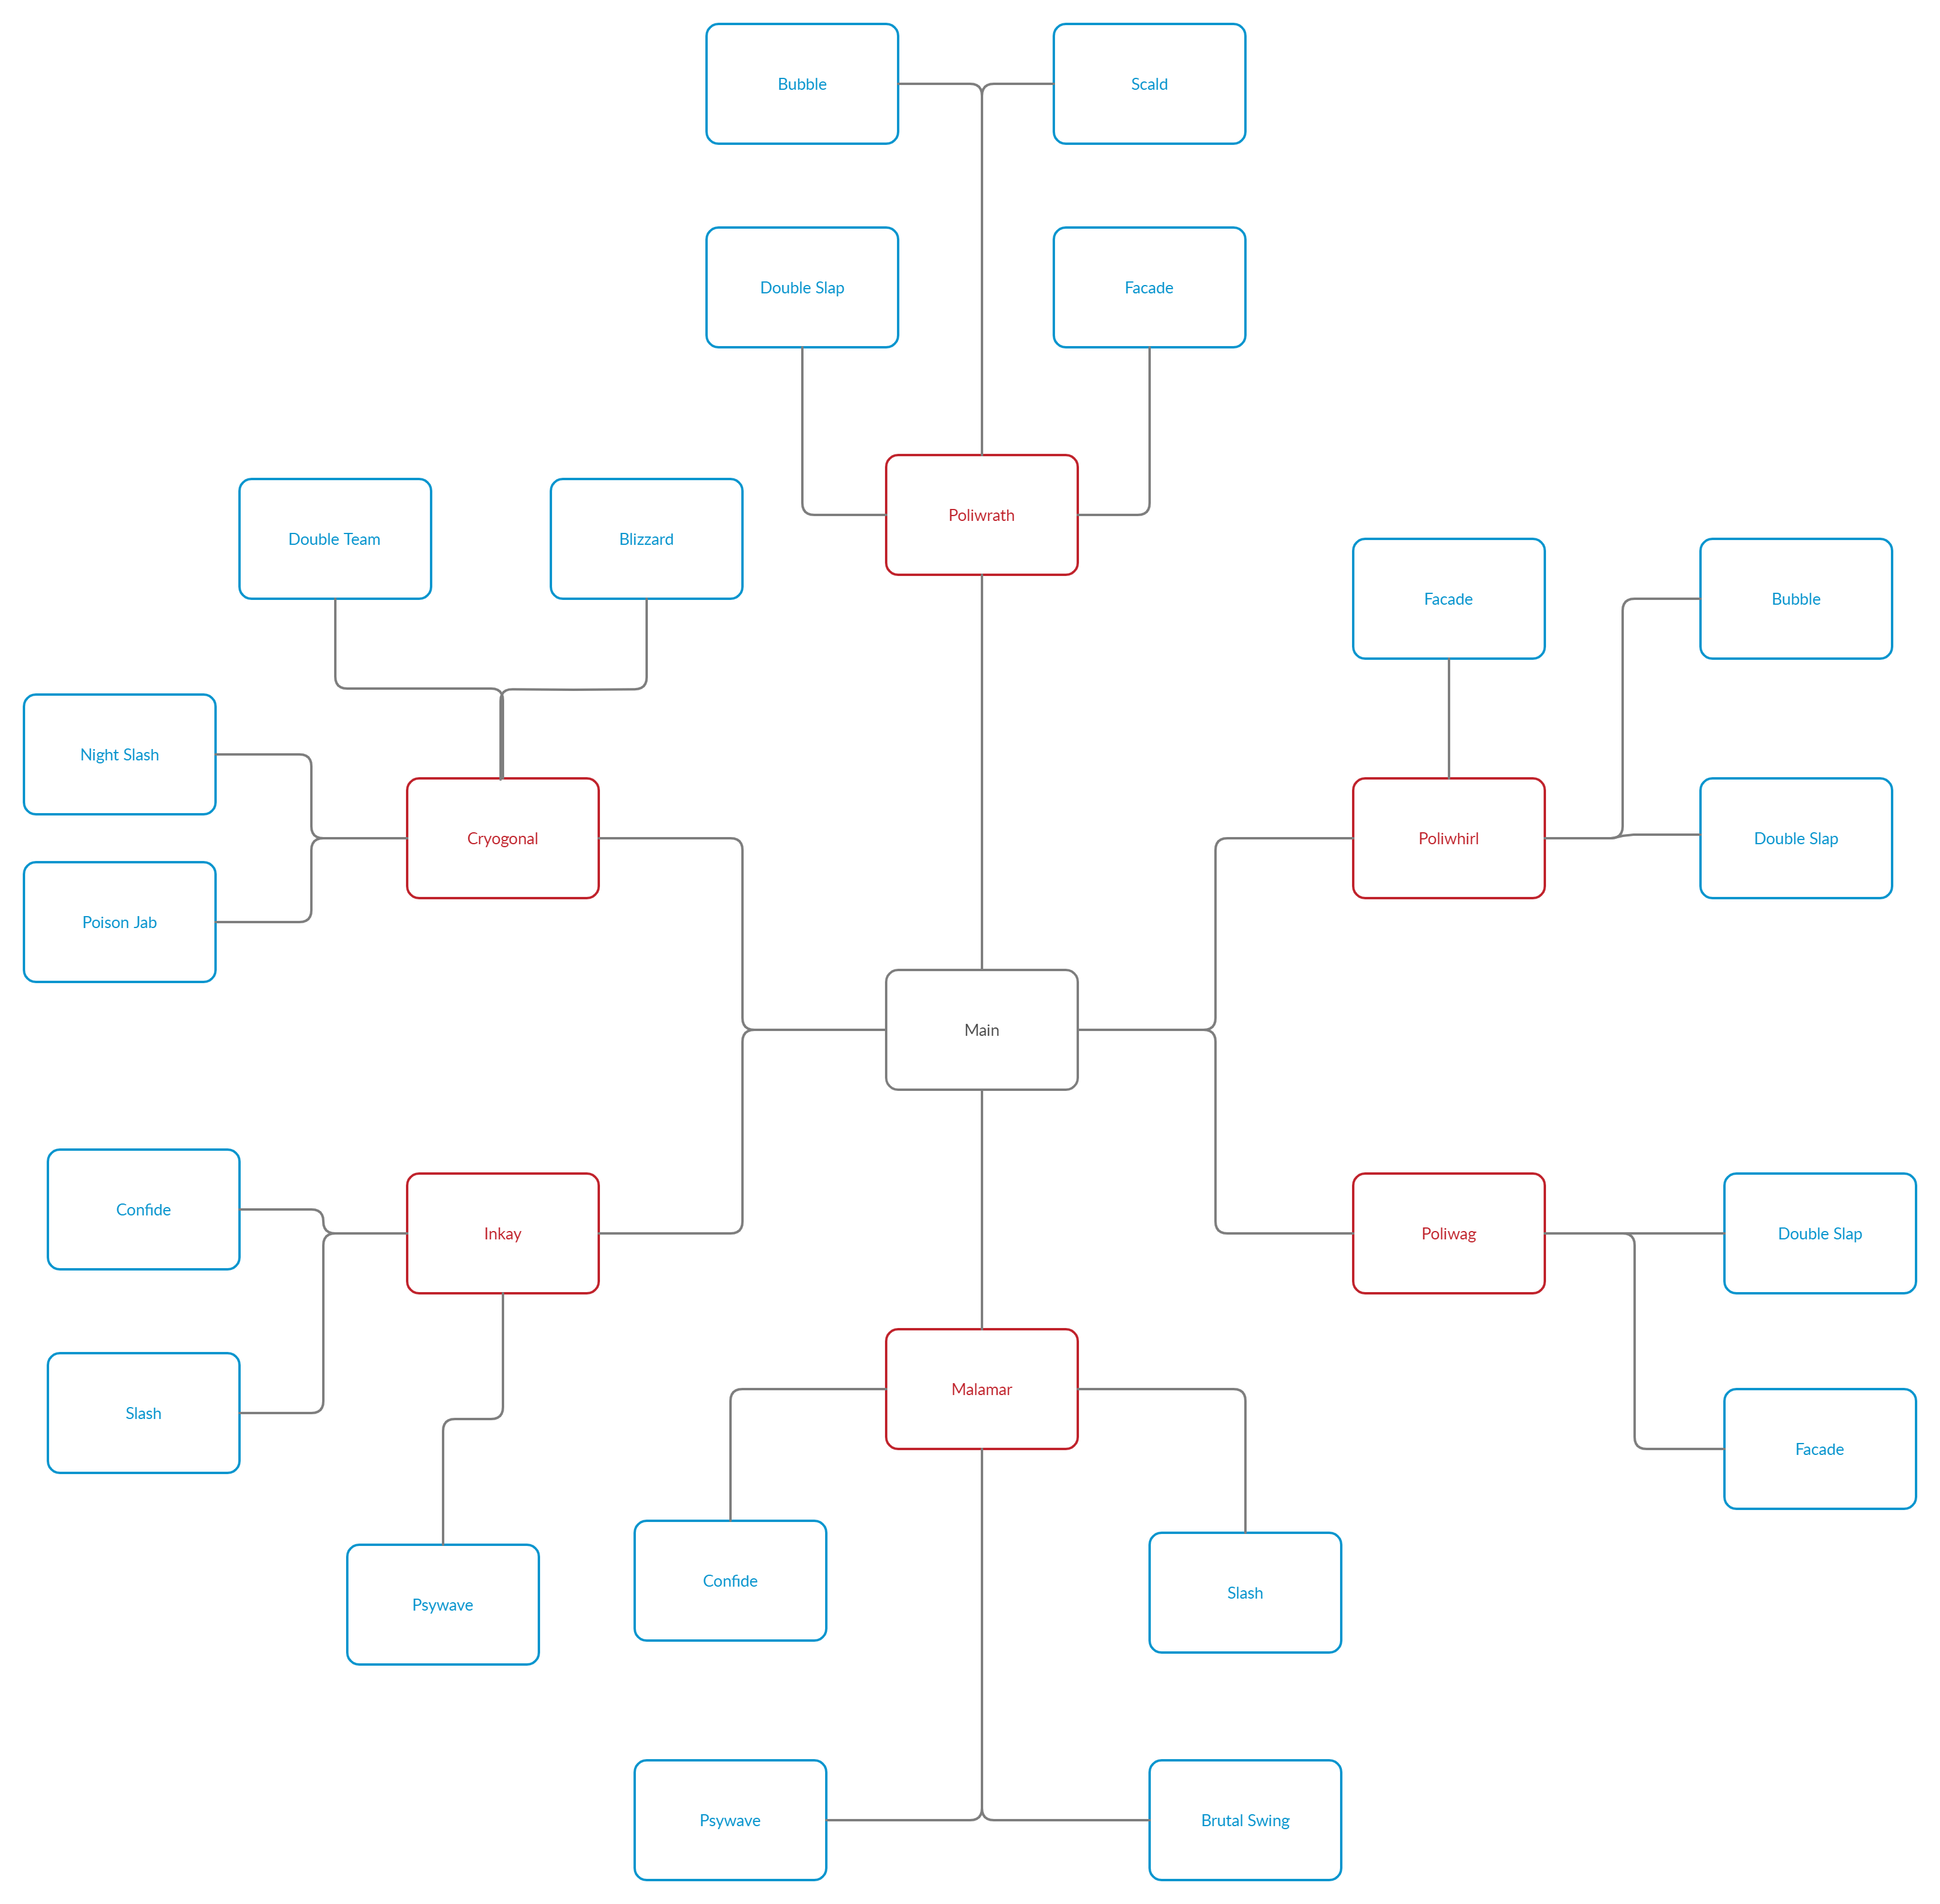 Bubble
Scald
Double Slap
Facade
Poliwrath
Double Team
Blizzard
Facade
Bubble
Night Slash
Cryogonal
Poliwhirl
Double Slap
Poison Jab
Main
Confide
Inkay
Poliwag
Double Slap
Slash
Malamar
Facade
Psywave
Confide
Slash
Psywave
Brutal Swing